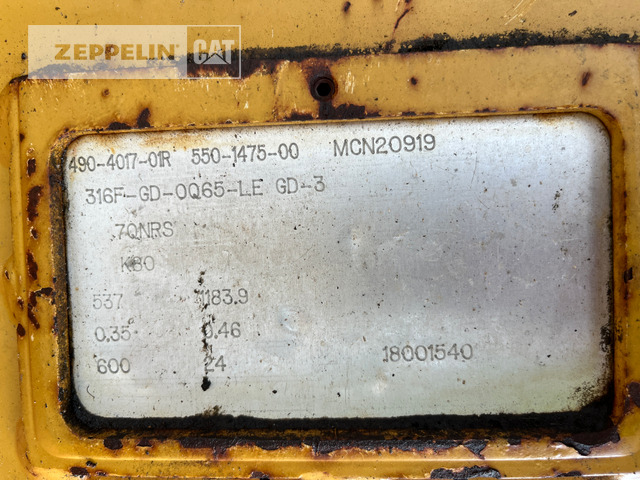 ZEPPELIN CAT
490-4017-01R 550-1475-00 MCN20919
316F-GD-0Q65-LE GD-3
7QNRS
K80
537 1183.9
0.35 0.46
600 24 18001540